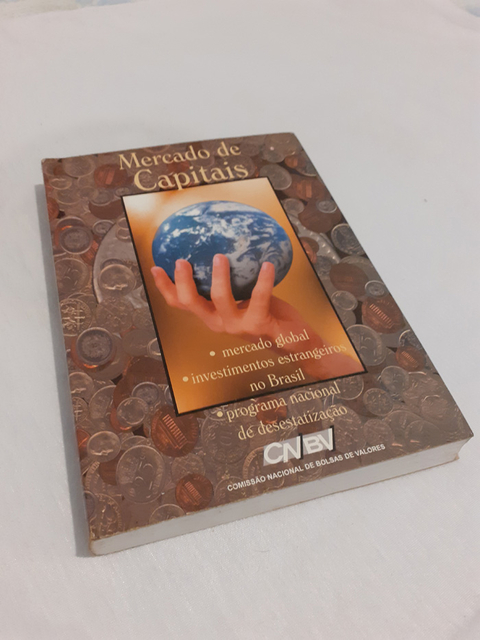 Mercado de
Capitais
• mercado global
• investimentos estrangeiros
no Brasil
• programa nacional
de desestatização
CNBV
COMISSÃO NACIONAL DE BOLSAS DE VALORES